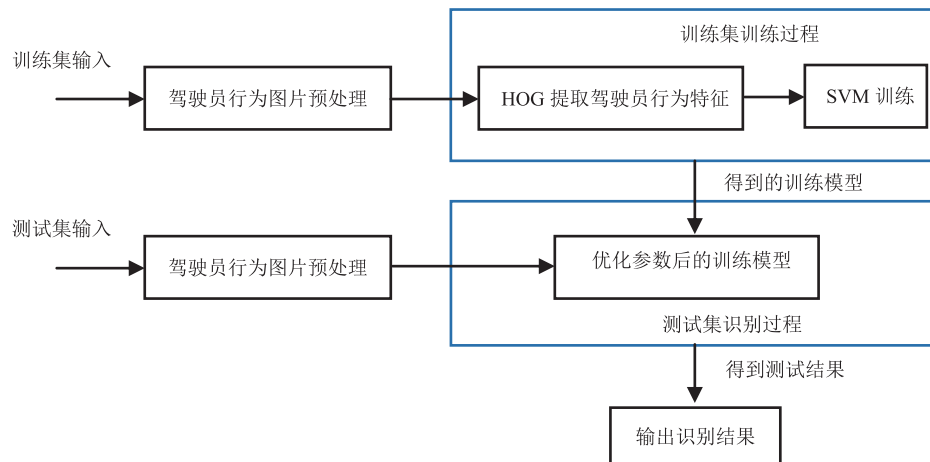 训练集训练过程
训练集输入
驾驶员行为图片预处理
HOG 提取驾驶员行为特征
SVM 训练
得到的训练模型
测试集输入
驾驶员行为图片预处理
优化参数后的训练模型
测试集识别过程
得到测试结果
输出识别结果